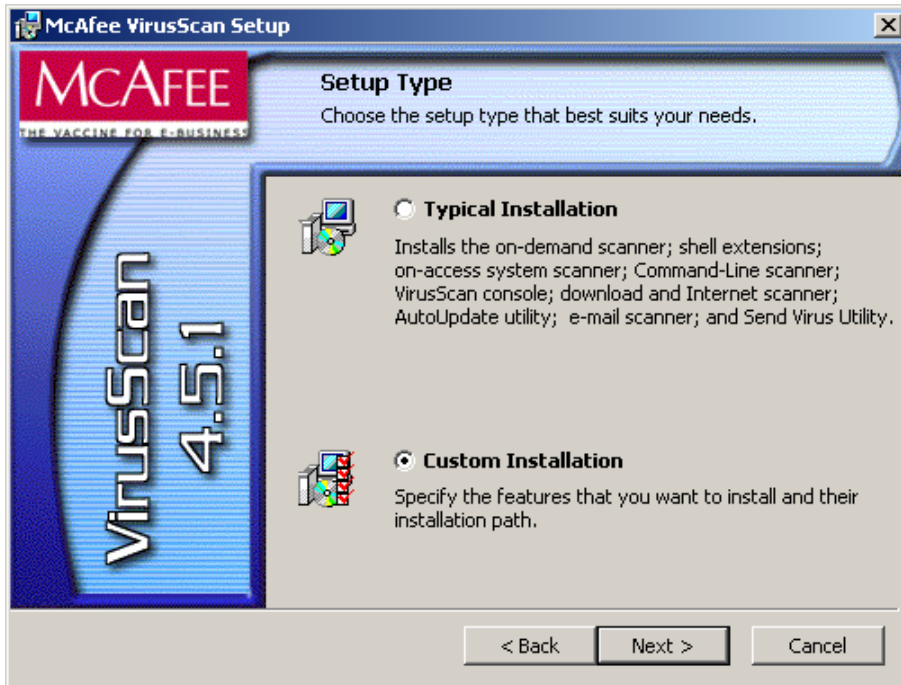 McAfee VirusScan Setup
McAFEE
THE VACCINE FOR E-BUSINESS
Setup Type
Choose the setup type that best suits your needs.
VirusScan
4.5.1
Typical Installation
Installs the on-demand scanner; shell extensions;
on-access system scanner; Command-Line scanner;
VirusScan console; download and Internet scanner;
AutoUpdate utility;  e-mail scanner; and Send Virus Utility.
Custom Installation
Specify the features that you want to install and their
installation path.
< Back
Next >
Cancel